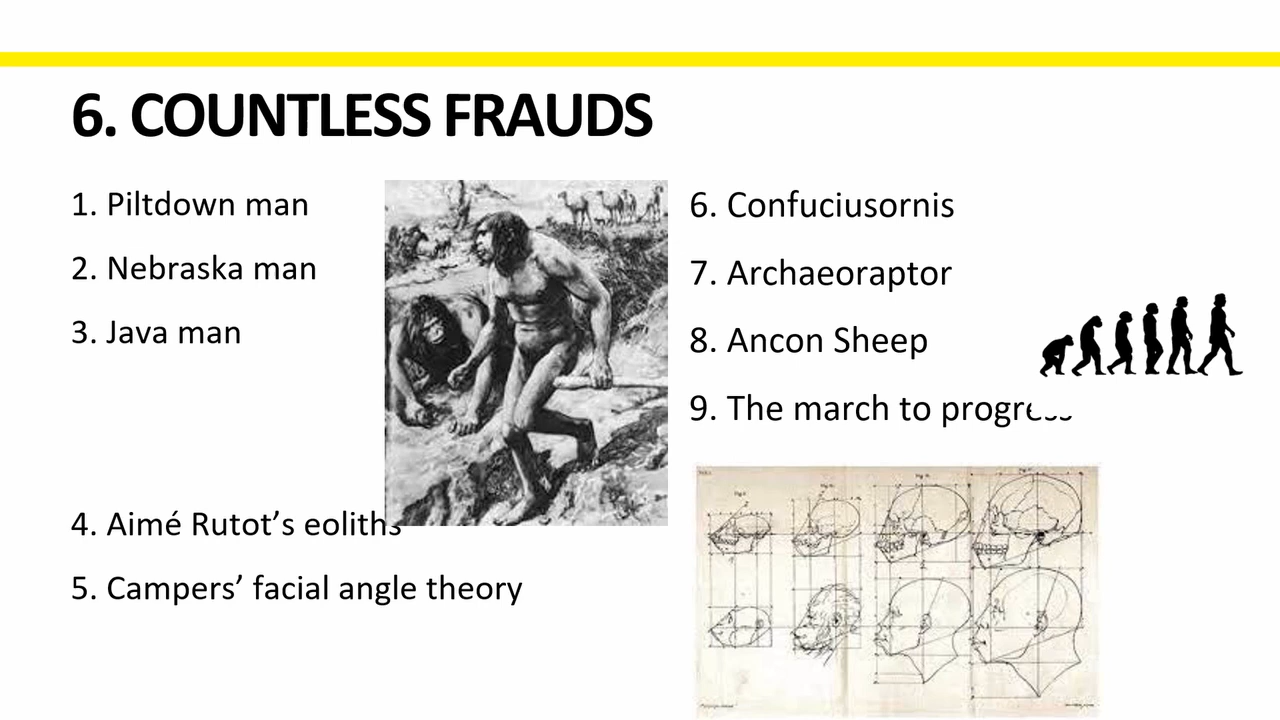 6. COUNTLESS FRAUDS
1. Piltdown man
2. Nebraska man
3. Java man
4. Aimé Rutot’s eoliths
5. Campers’ facial angle theory
6. Confuciusornis
7. Archaeoraptor
8. Ancon Sheep
9. The march to progress